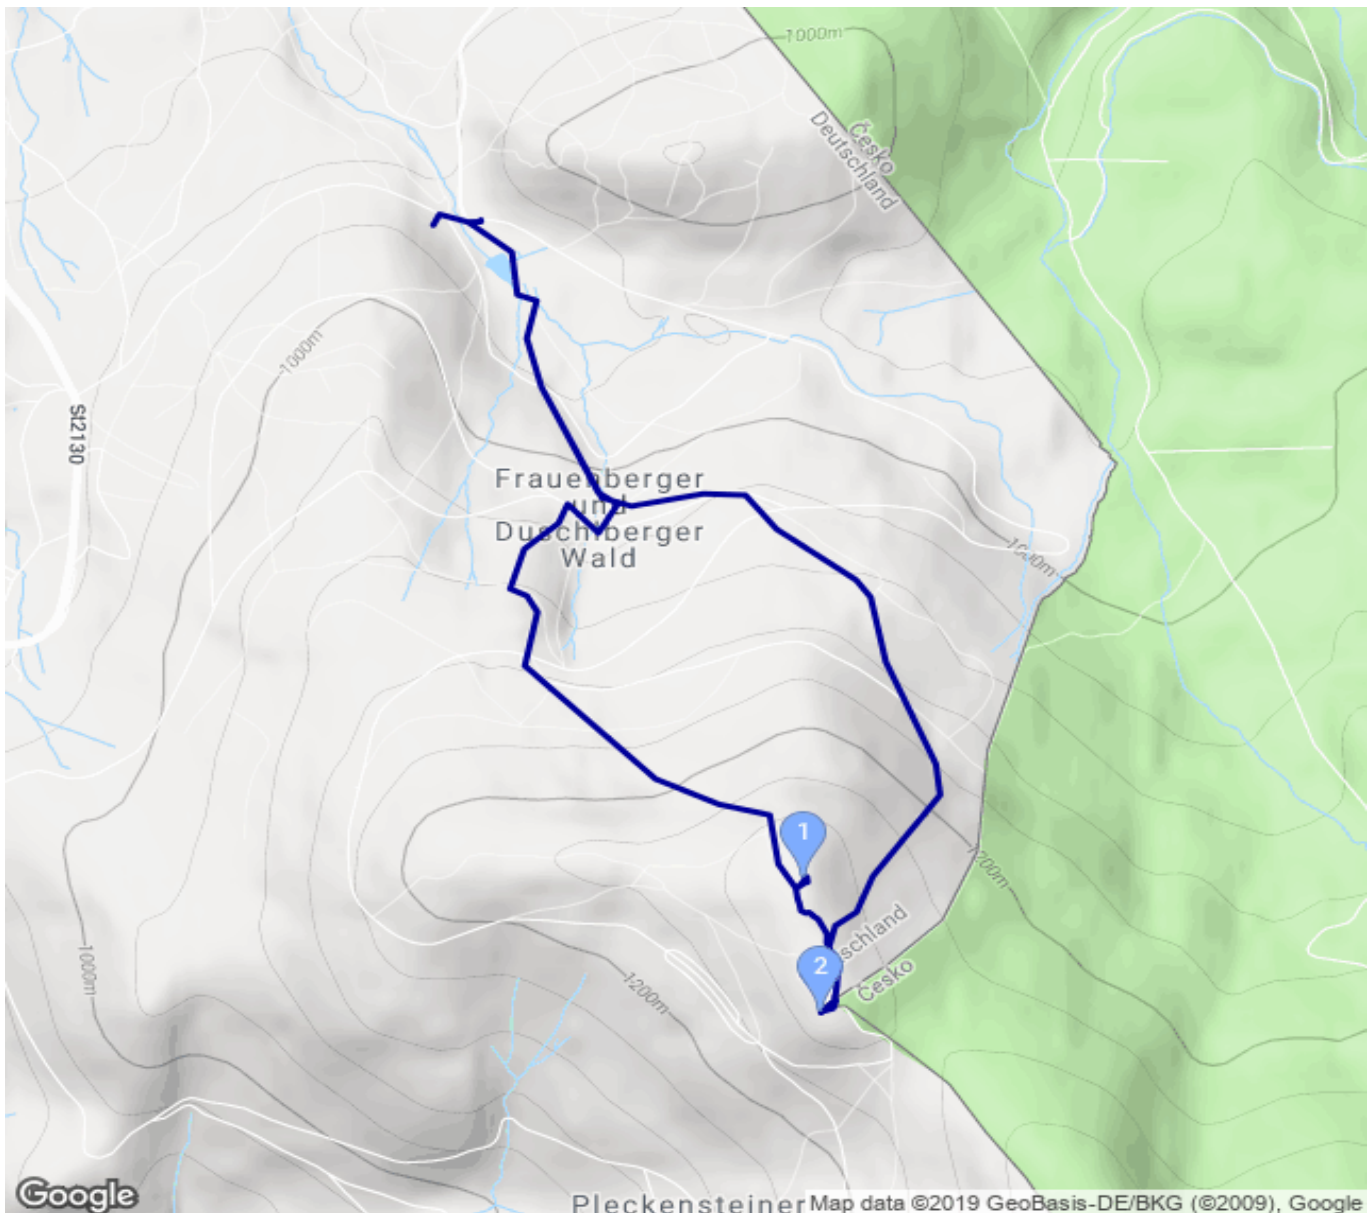 1000m
Česko
Deutschland
1000m
St2130
Frauenberger
und
Duschlberger
Wald
1000m
1
1200m
schland
2
Česko
1000m
1200m
Google
Pleckensteiner
Map data ©2019 GeoBasis-DE/BKG (©2009), Google